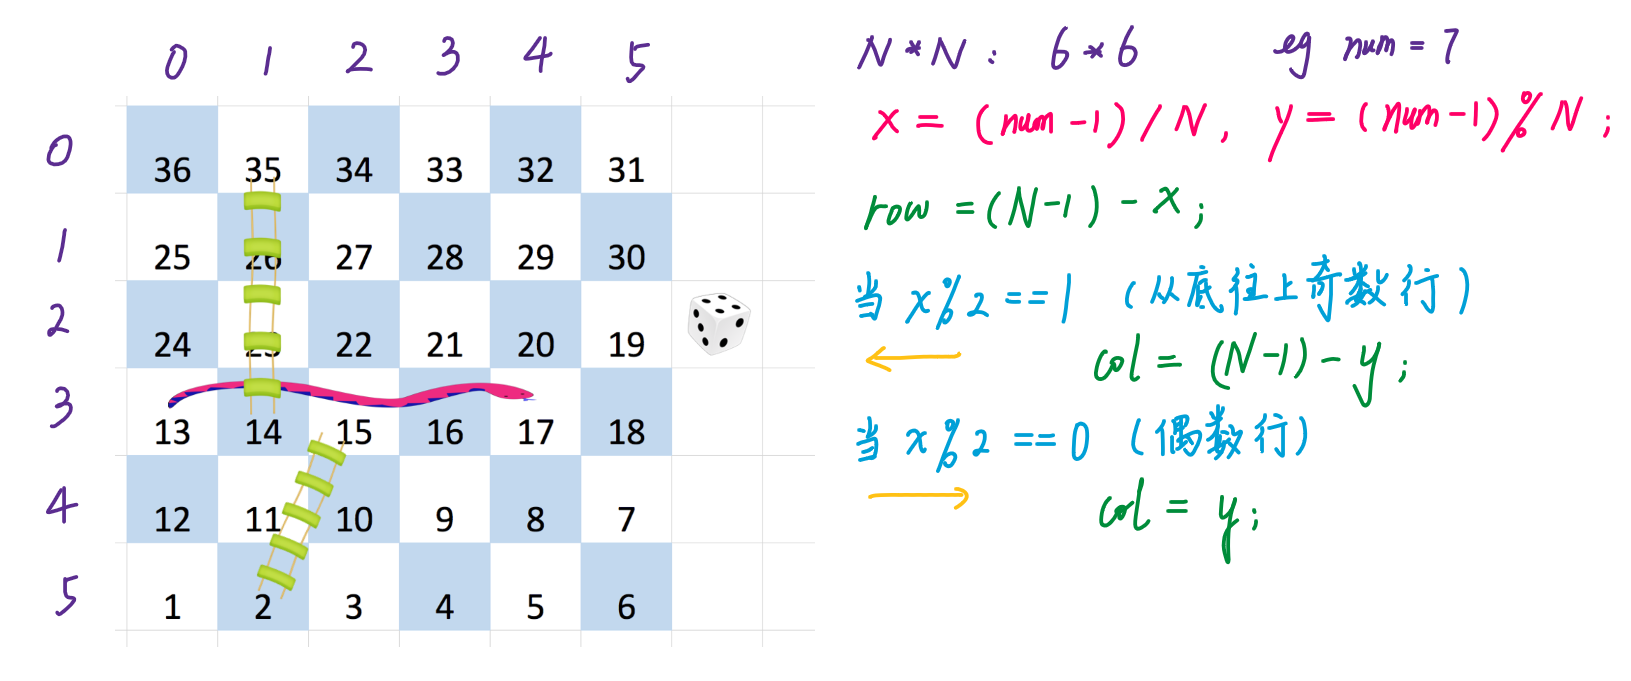 0 1 2 3 4 5
0 36 35 34 33 32 31
1 25 26 27 28 29 30
2 24 23 22 21 20 19
3 13 14 15 16 17 18
4 12 11 10 9 8 7
5 1 2 3 4 5 6
N*N: 6*6 eg num=7
x = (num-1)/N, y = (num-1)%N;
row = (N-1)-x;
当 x%2==1 (从底往上奇数行)
col = (N-1)-y;
当 x%2==0 (偶数行)
col = y;